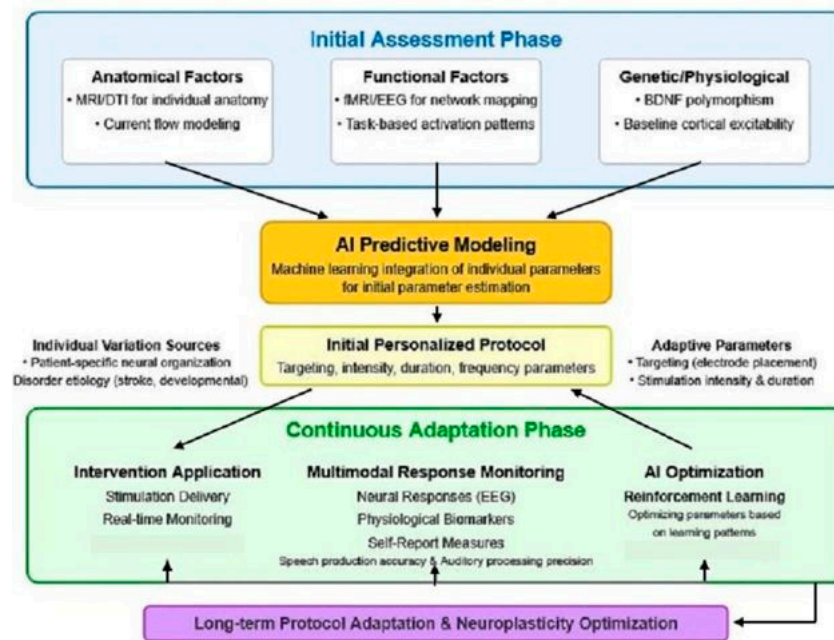 Initial Assessment Phase
Anatomical Factors
• MRI/DTI for individual anatomy
• Current flow modeling
Functional Factors
• fMRI/EEG for network mapping
• Task-based activation patterns
Genetic/Physiological
• BDNF polymorphism
• Baseline cortical excitability
AI Predictive Modeling
Machine learning integration of individual parameters
for initial parameter estimation
Individual Variation Sources
• Patient-specific neural organization
Disorder etiology (stroke, developmental)
Initial Personalized Protocol
Targeting, intensity, duration, frequency parameters
Adaptive Parameters
• Targeting (electrode placement)
• Stimulation intensity & duration
Continuous Adaptation Phase
Intervention Application
Stimulation Delivery
Real-time Monitoring
Multimodal Response Monitoring
Neural Responses (EEG)
Physiological Biomarkers
Self-Report Measures
Speech production accuracy & Auditory processing precision
AI Optimization
Reinforcement Learning
Optimizing parameters based
on learning patterns
Long-term Protocol Adaptation & Neuroplasticity Optimization